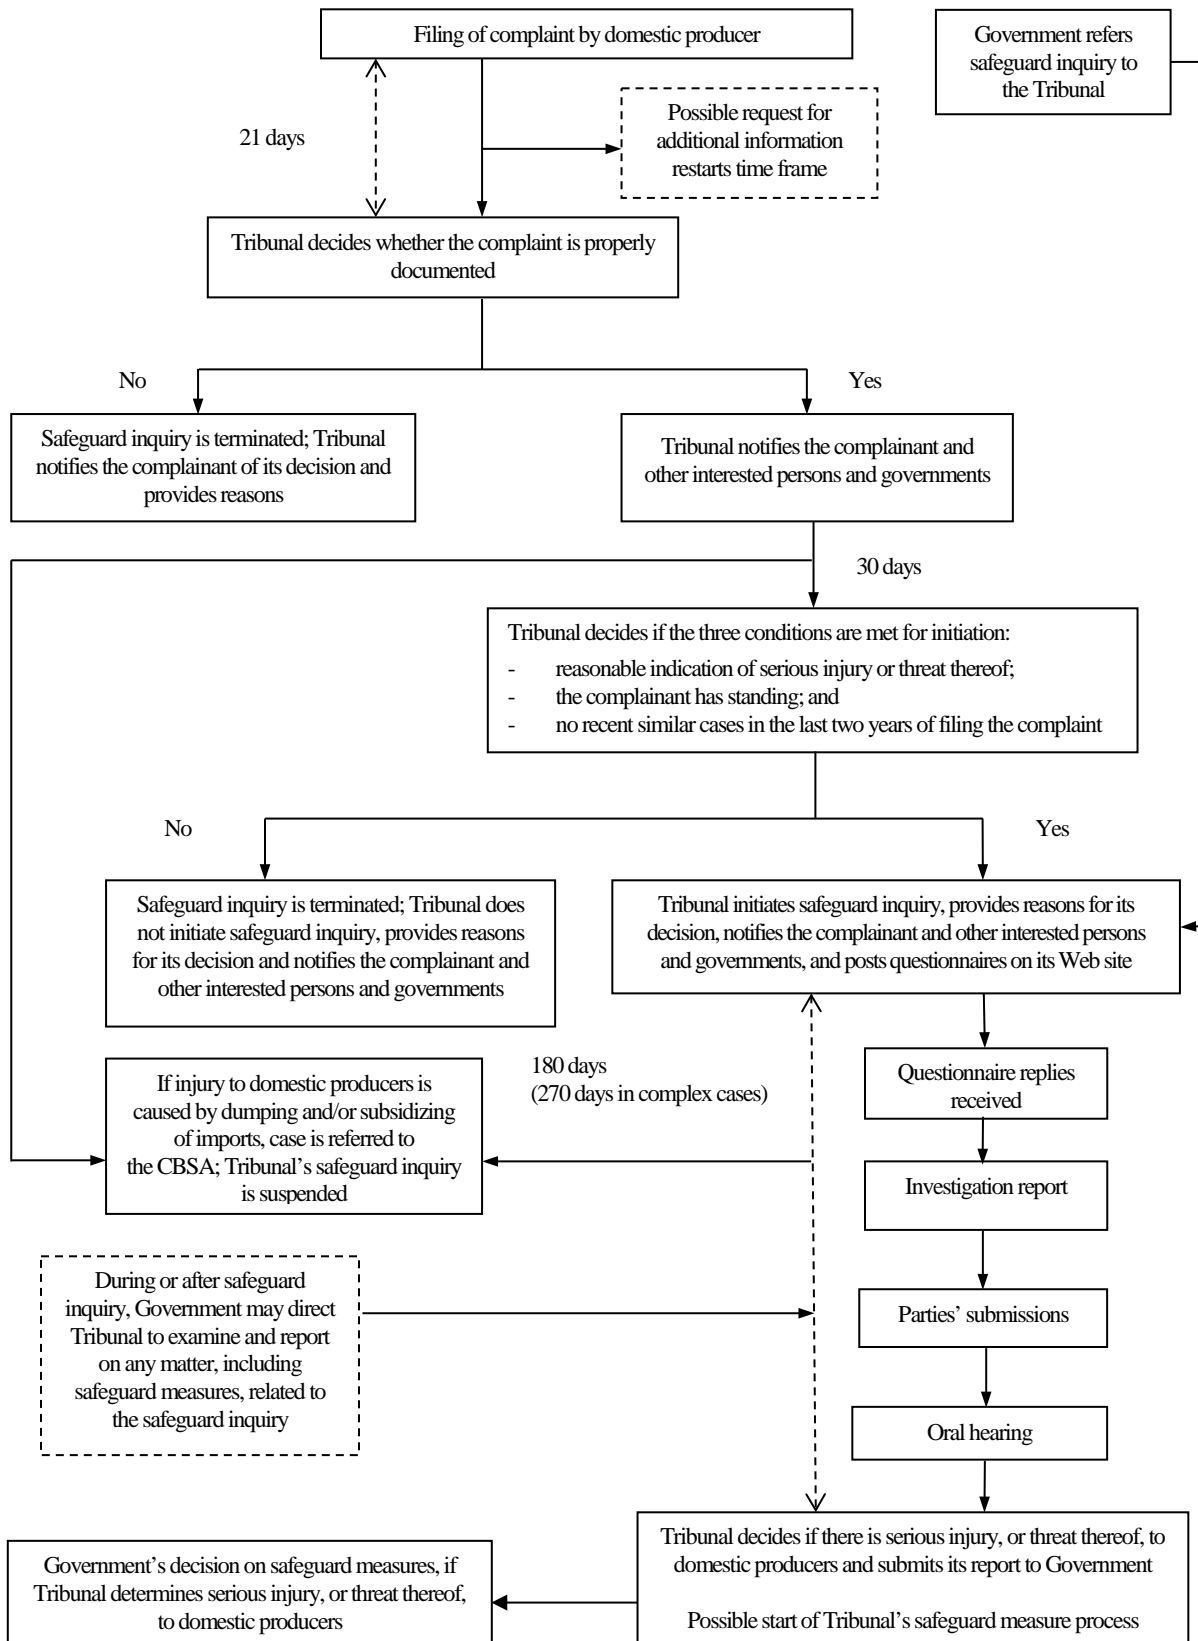 Filing of complaint by domestic producer
Government refers
safeguard inquiry to
the Tribunal
21 days
Possible request for
additional information
restarts time frame
Tribunal decides whether the complaint is properly
documented
No
Yes
Safeguard inquiry is terminated; Tribunal
notifies the complainant of its decision and
provides reasons
Tribunal notifies the complainant and
other interested persons and governments
30 days
Tribunal decides if the three conditions are met for initiation:
- reasonable indication of serious injury or threat thereof;
- the complainant has standing; and
- no recent similar cases in the last two years of filing the complaint
No
Yes
Safeguard inquiry is terminated; Tribunal does
not initiate safeguard inquiry, provides reasons
for its decision and notifies the complainant and
other interested persons and governments
Tribunal initiates safeguard inquiry, provides reasons for its
decision, notifies the complainant and other interested persons
and governments, and posts questionnaires on its Web site
180 days
(270 days in complex cases)
If injury to domestic producers is
caused by dumping and/or subsidizing
of imports, case is referred to
the CBSA; Tribunal's safeguard inquiry
is suspended
Questionnaire replies
received
Investigation report
During or after safeguard
inquiry, Government may direct
Tribunal to examine and report
on any matter, including
safeguard measures, related to
the safeguard inquiry
Parties' submissions
Oral hearing
Tribunal decides if there is serious injury, or threat thereof, to
domestic producers and submits its report to Government
Possible start of Tribunal's safeguard measure process
Government's decision on safeguard measures, if
Tribunal determines serious injury, or threat thereof,
to domestic producers